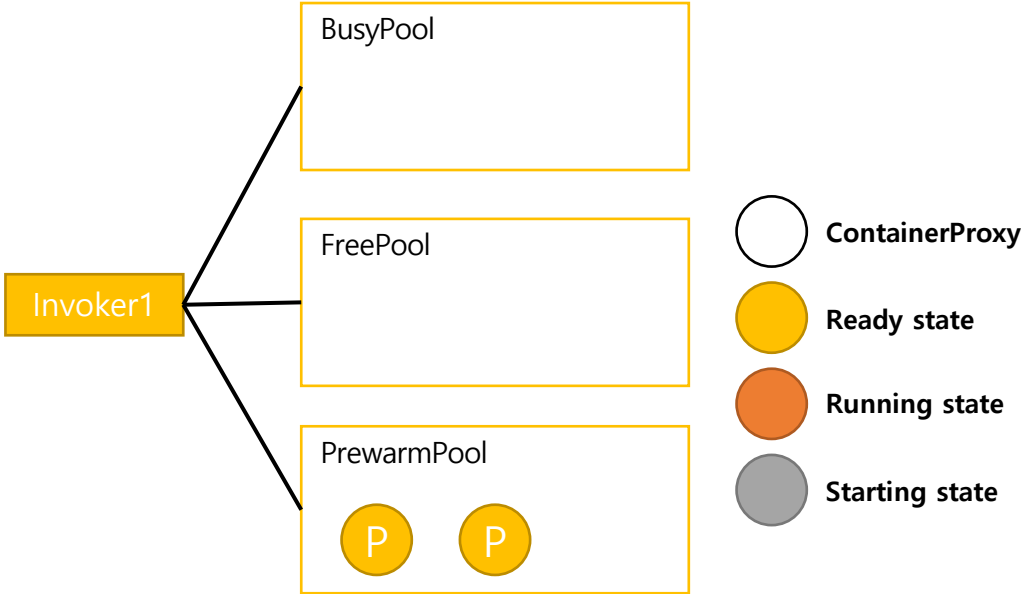 BusyPool
FreePool
Invoker1
PrewarmPool
P P
ContainerProxy
Ready state
Running state
Starting state